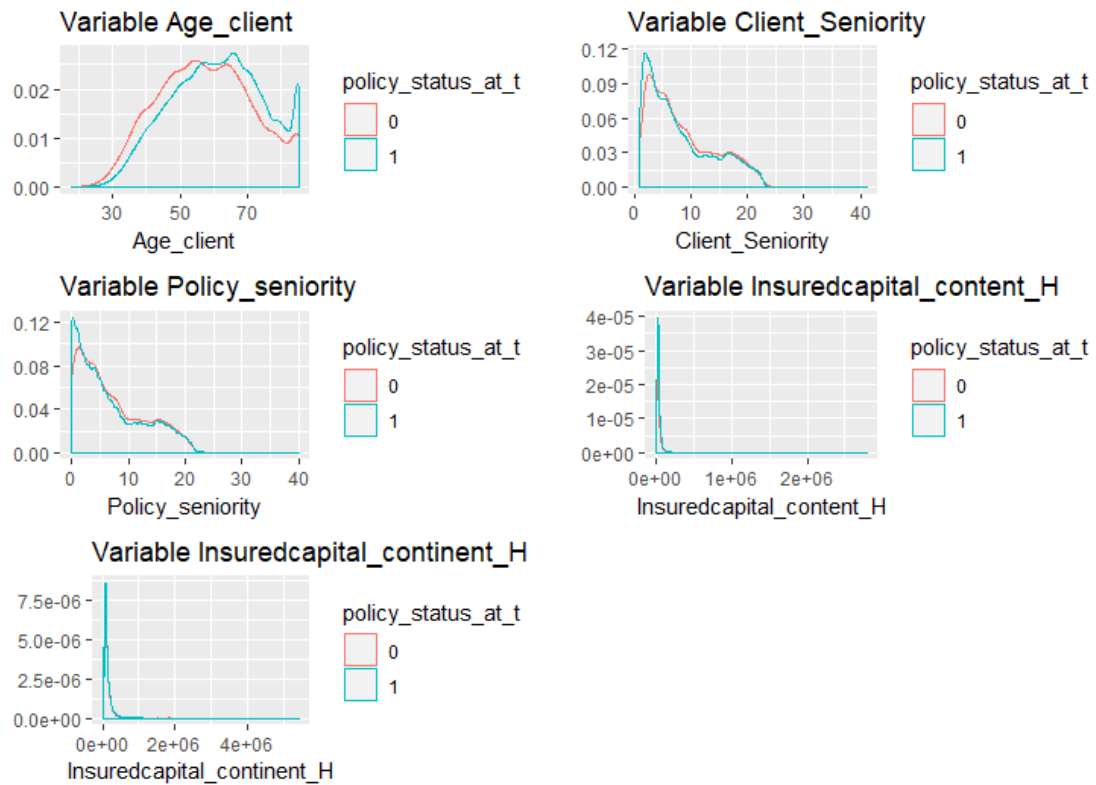 Variable Age_client
0.02
0.01
0.00
30 50 70
Age_client
policy_status_at_t
0
1
Variable Client_Seniority
0.12
0.09
0.06
0.03
0.00
0 10 20 30 40
Client_Seniority
policy_status_at_t
0
1
Variable Policy_seniority
0.12
0.08
0.04
0.00
0 10 20 30 40
Policy_seniority
policy_status_at_t
0
1
Variable Insuredcapital_content_H
4e-05
3e-05
2e-05
1e-05
0e+00
0e+00 1e+06 2e+06
Insuredcapital_content_H
policy_status_at_t
0
1
Variable Insuredcapital_continent_H
7.5e-06
5.0e-06
2.5e-06
0.0e+00
0e+00 2e+06 4e+06
Insuredcapital_continent_H
policy_status_at_t
0
1